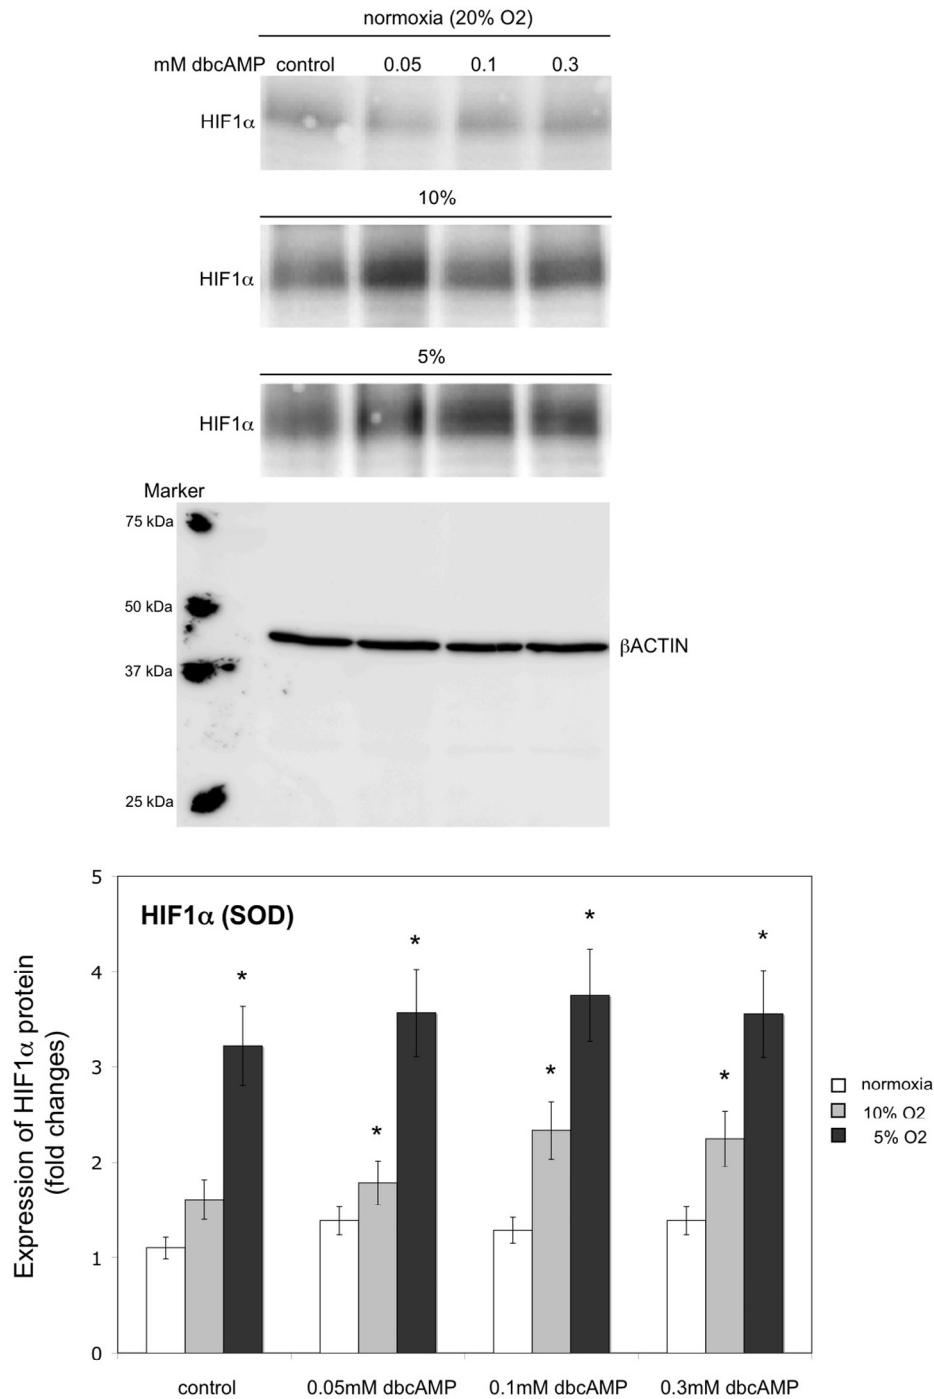 normoxia (20% O2)
mM dbcAMP control 0.05 0.1 0.3
HIF1α
10%
HIF1α
5%
HIF1α
Marker
75 kDa
50 kDa
βACTIN
37 kDa
25 kDa
5
HIF1α (SOD)
* * * *
4
* * *
3
2
1
0
Expression of HIF1α protein
(fold changes)
normoxia
10% O2
5% O2
control 0.05mM dbcAMP 0.1mM dbcAMP 0.3mM dbcAMP